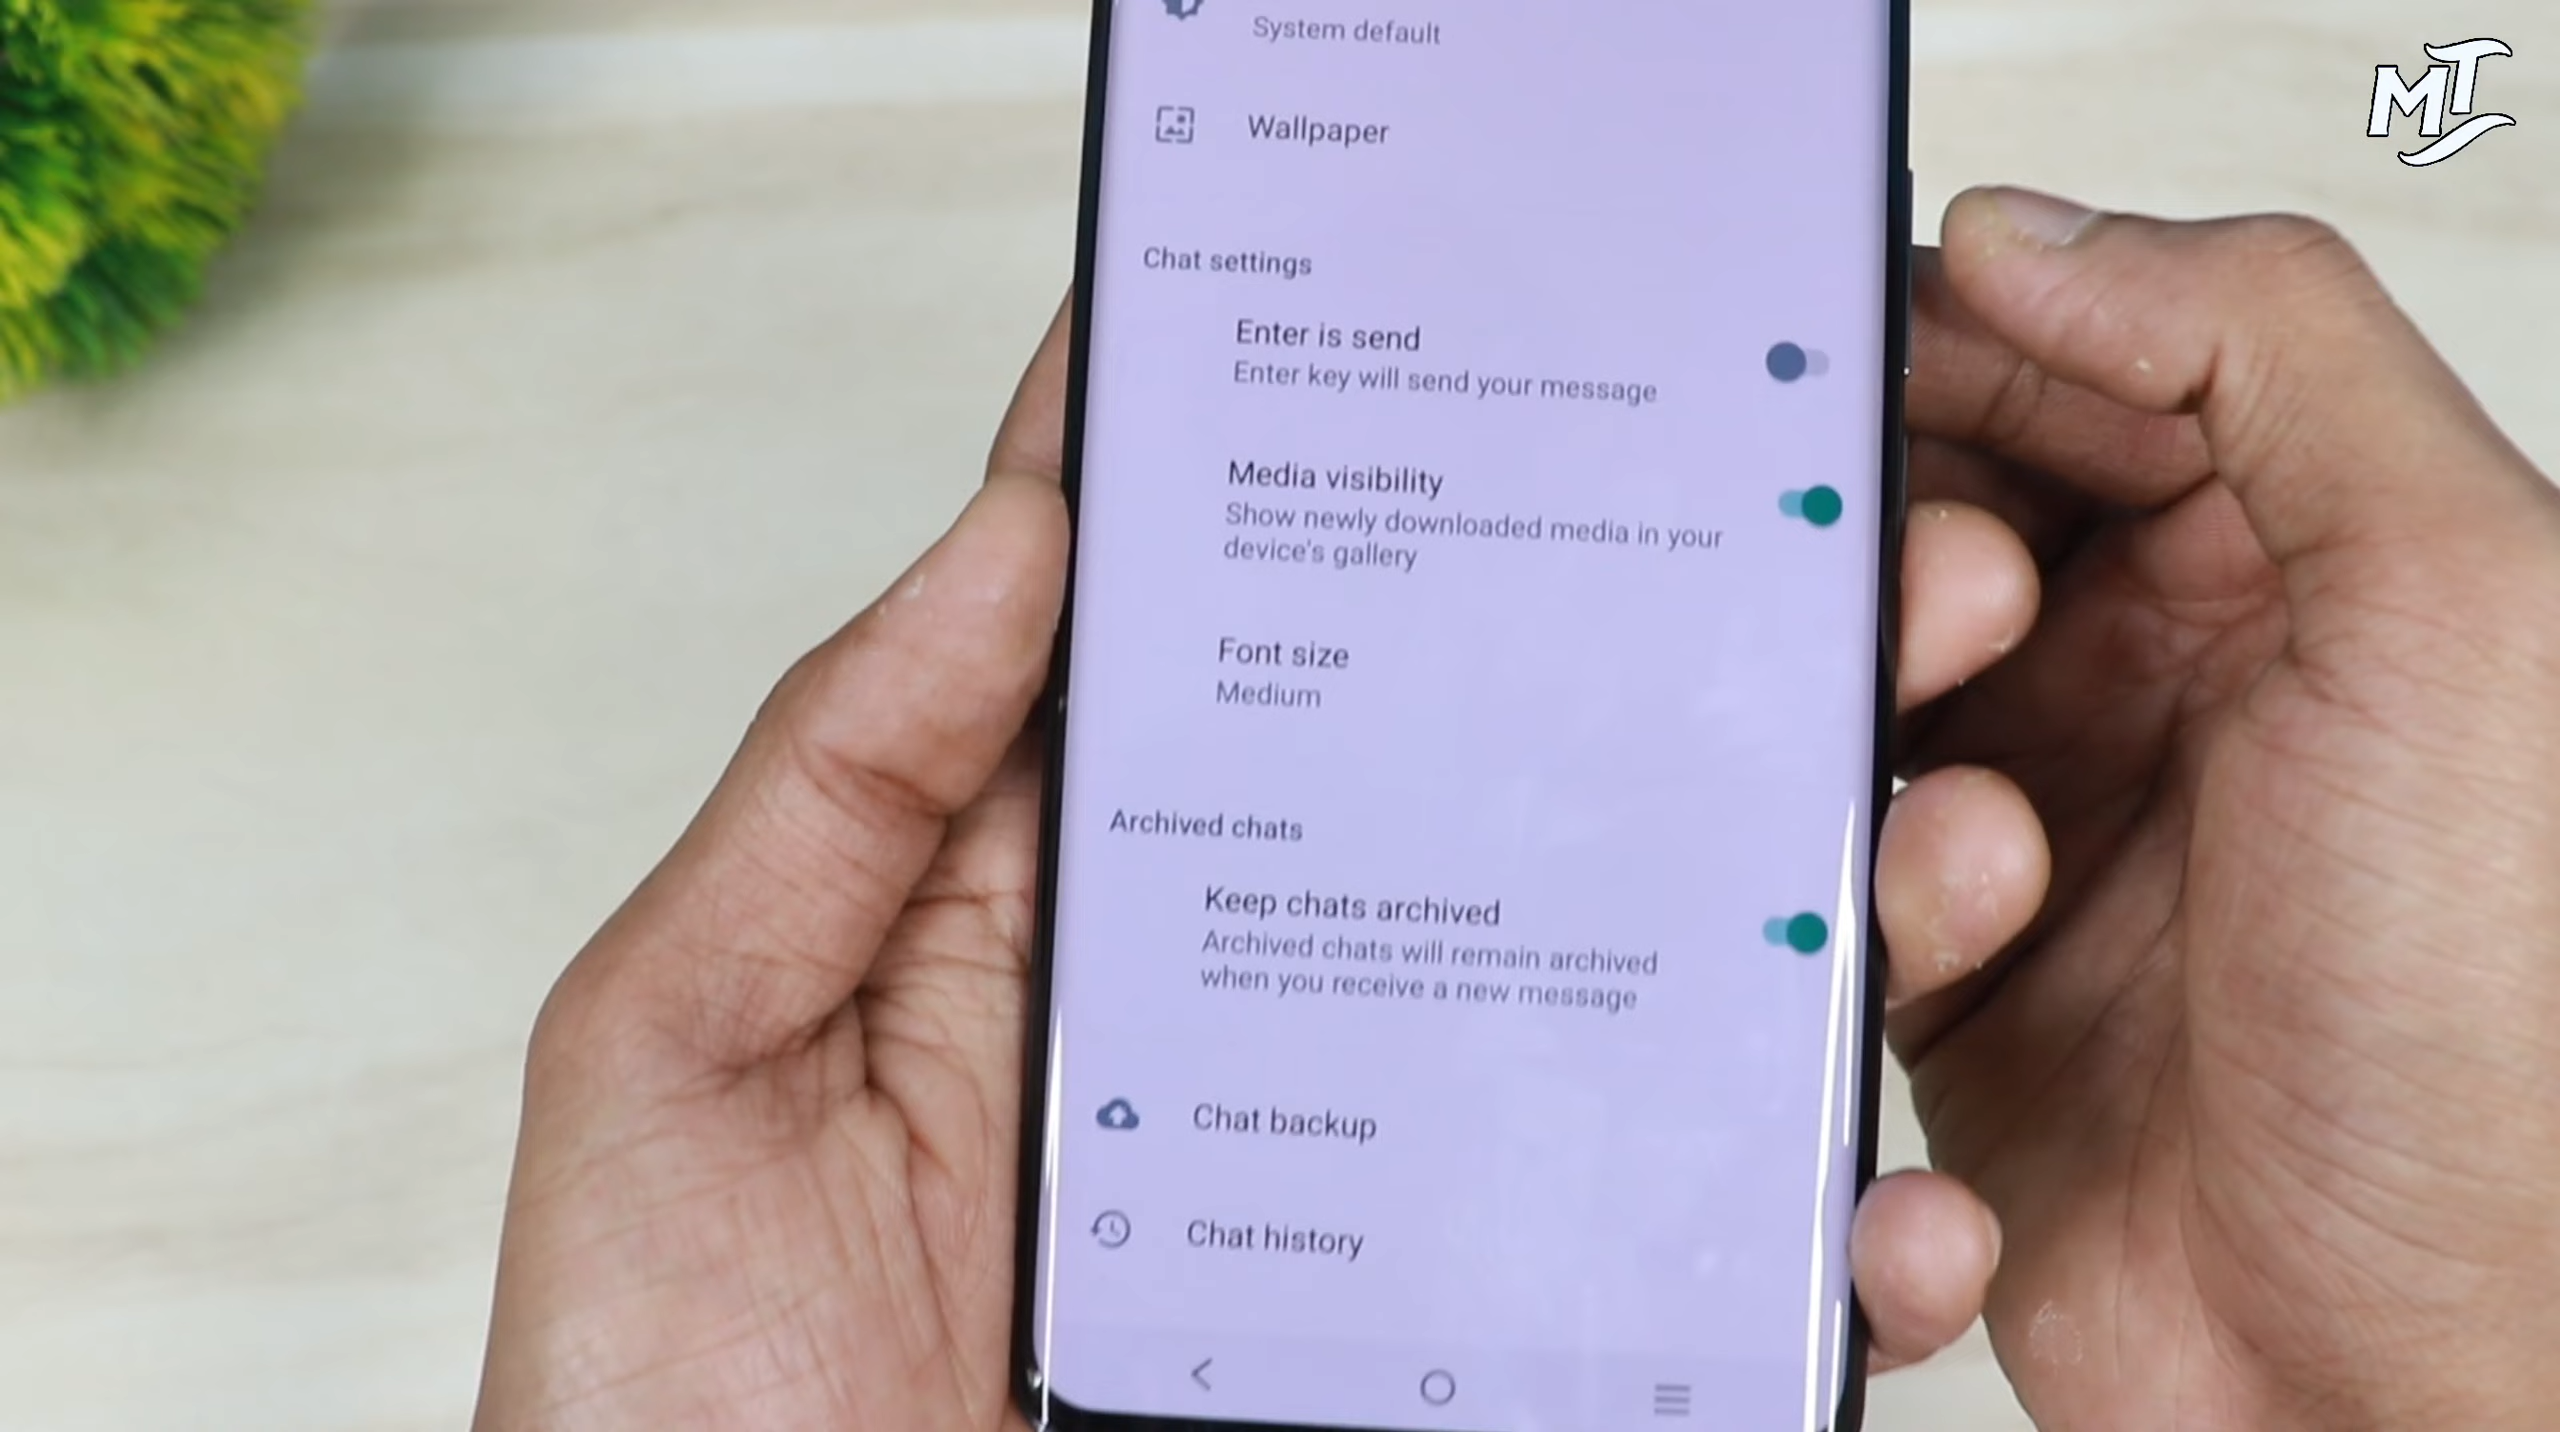 System default
Wallpaper
Chat settings
Enter is send
Enter key will send your message
Media visibility
Show newly downloaded media in your
device's gallery
Font size
Medium
Archived chats
Keep chats archived
Archived chats will remain archived
when you receive a new message
Chat backup
Chat history
MT